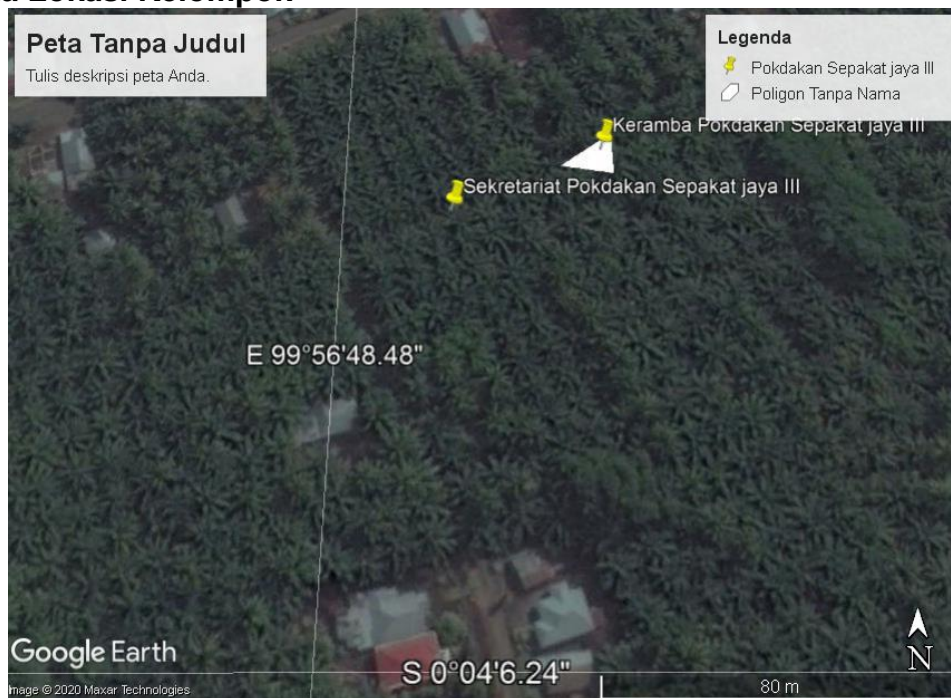 Peta Tanpa Judul
Tulis deskripsi peta Anda.
Legenda
Pokdakan Sepakat jaya III
Poligon Tanpa Nama
Keramba Pokdakan Sepakat jaya III
Sekretariat Pokdakan Sepakat jaya III
E 99°56'48.48"
Google Earth
S 0°04'6.24"
N
Image © 2020 Maxar Technologies
80 m